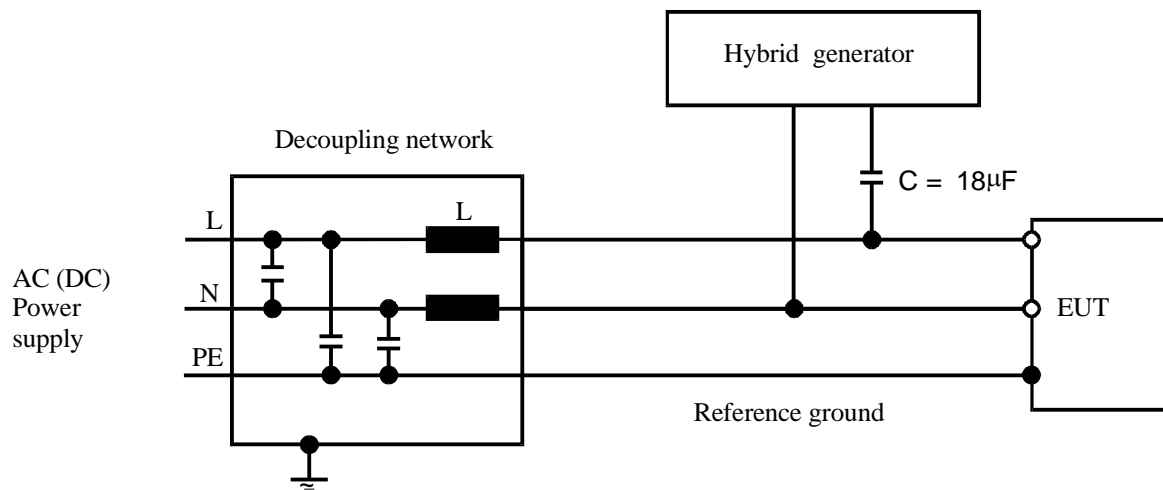 Hybrid generator
Decoupling network
C = 18μF
L
L
AC (DC)
Power
supply
N
EUT
PE
Reference ground